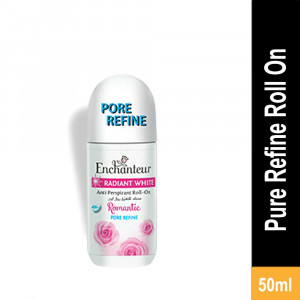 PORE
REFINE
Enchanteur
RADIANT WHITE
Anti Perspirant Roll-On
Romantic
PORE REFINE
Pure Refine Roll On
50ml